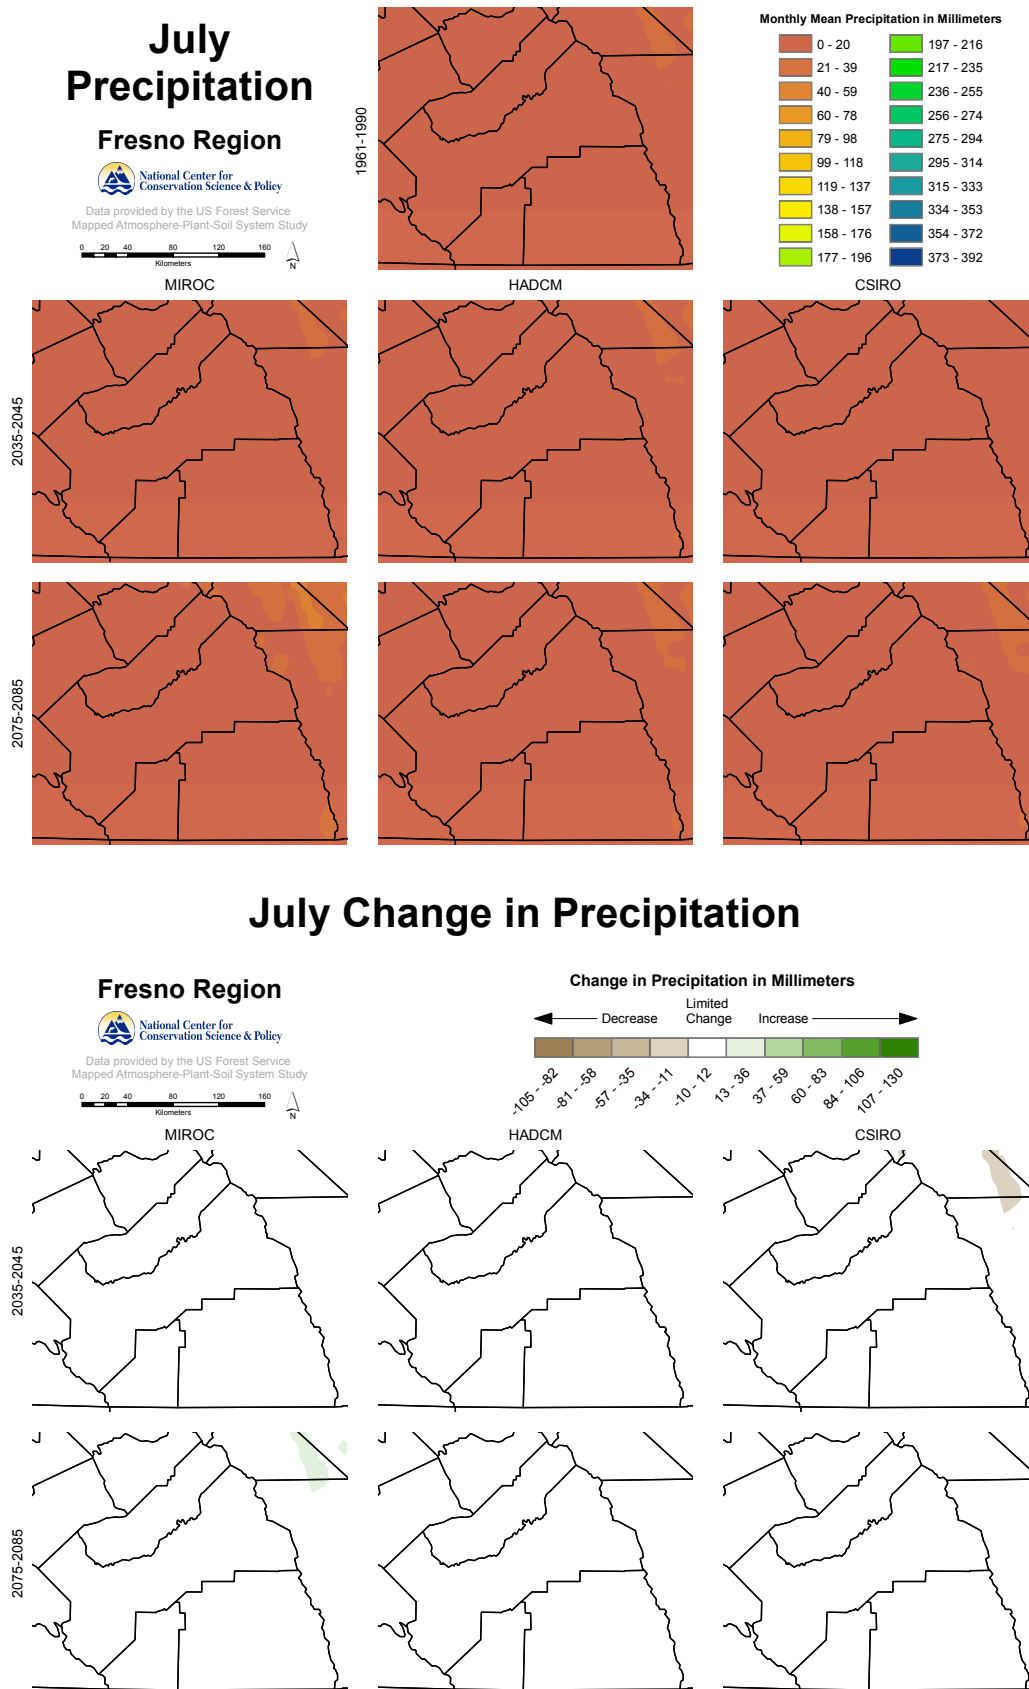 July
Precipitation
Fresno Region
National Center for
Conservation Science & Policy
Data provided by the US Forest Service
Mapped Atmosphere-Plant-Soil System Study
0 20 40 80 120 160
Kilometers
N
1961-1990
Monthly Mean Precipitation in Millimeters
0 - 20
21 - 39
40 - 59
60 - 78
79 - 98
99 - 118
119 - 137
138 - 157
158 - 176
177 - 196
197 - 216
217 - 235
236 - 255
256 - 274
275 - 294
295 - 314
315 - 333
334 - 353
354 - 372
373 - 392
MIROC HADCM CSIRO
2035-2045
2075-2085
July Change in Precipitation
Fresno Region
National Center for
Conservation Science & Policy
Data provided by the US Forest Service
Mapped Atmosphere-Plant-Soil System Study
0 20 40 80 120 160
Kilometers
N
Change in Precipitation in Millimeters
Decrease
Limited
Change
Increase
-105 - -82
-81 - -58
-57 - -35
-34 - -11
-10 - 12
13 - 36
37 - 59
60 - 83
84 - 106
107 - 130
MIROC HADCM CSIRO
2035-2045
2075-2085